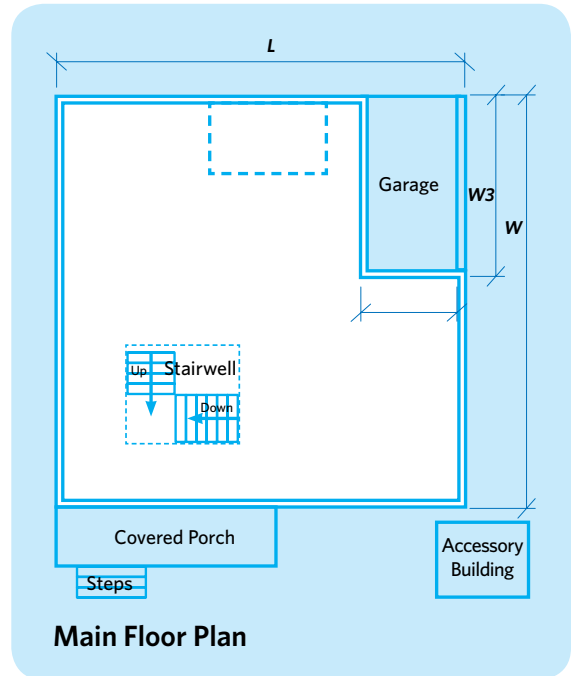 L
Garage
W3
W
Up
Stairwell
Down
Covered Porch
Accessory
Building
Steps
Main Floor Plan